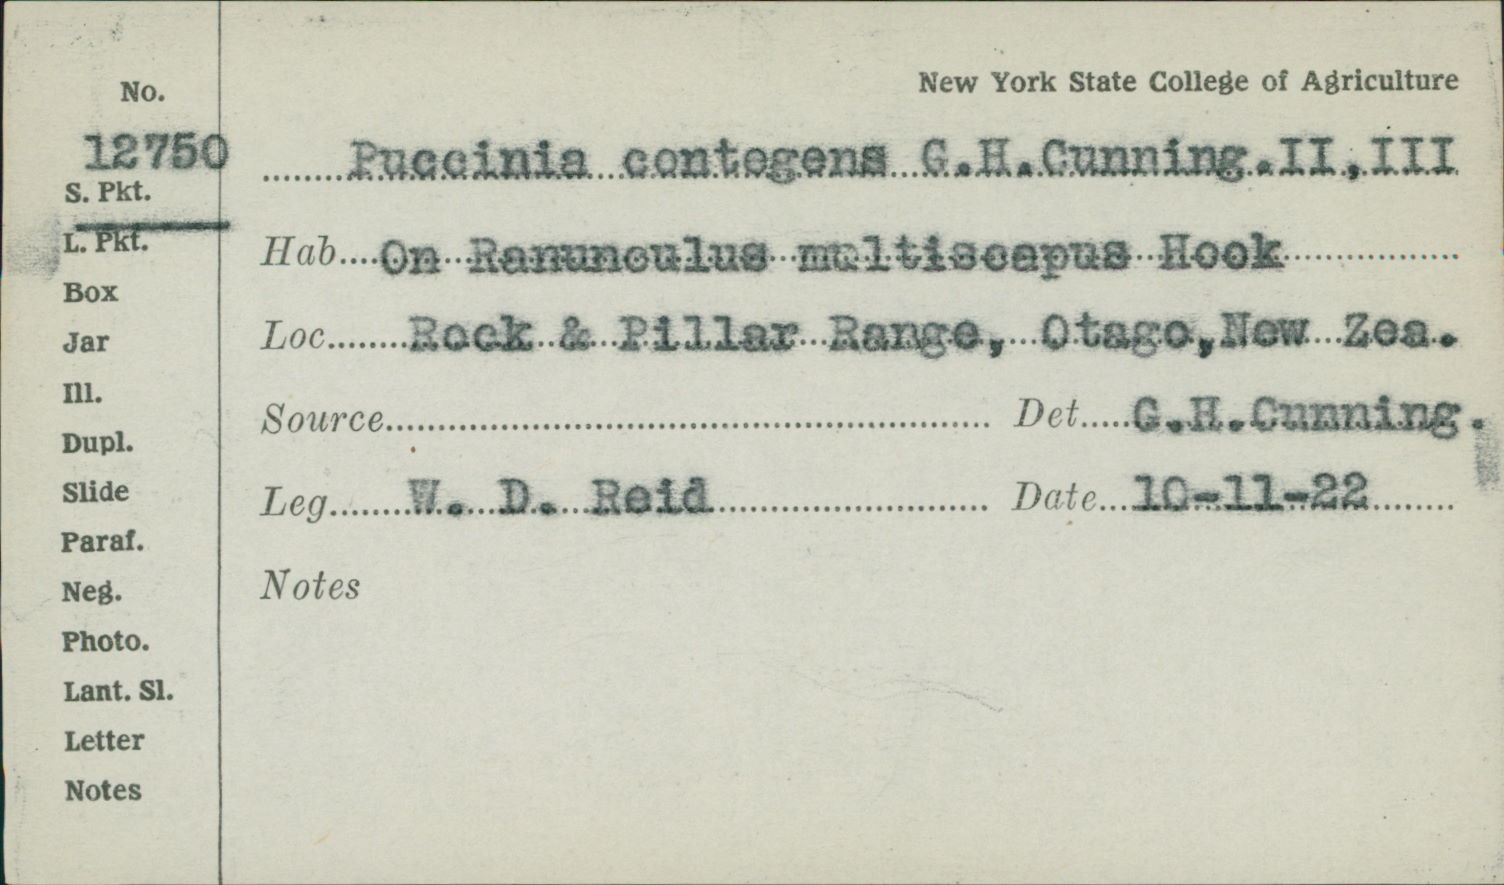 New York State College of Agriculture
No.
12750
Puccinia contegens G.H.Cunning.II,III
S. Pkt.
L. Pkt.
Hab....On Ranunculus multiscapus Hook
Box
Loc.......Rock & Pillar Range, Otago,New Zea.
Jar
Ill.
Source Det.....G.H.Cunning.
Dupl.
Slide
Leg.......W. D. Reid Date...10-11-22
Paraf.
Neg.
Notes
Photo.
Lant. Sl.
Letter
Notes